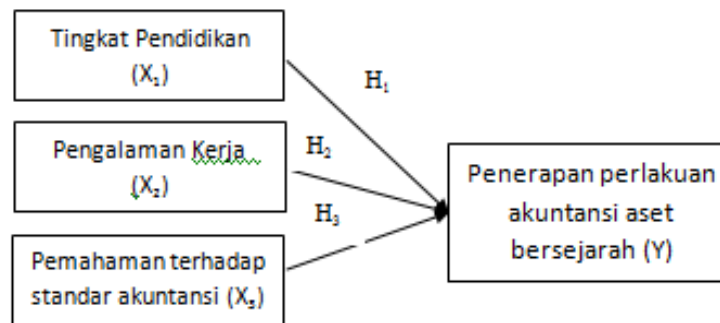 Tingkat Pendidikan
(X₁)
H₁
Pengalaman Kerja
(X₂)
H₂
H₃
Pemahaman terhadap
standar akuntansi (X₃)
Penerapan perlakuan
akuntansi aset
bersejarah (Y)